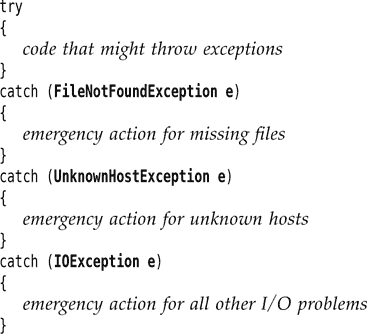 try
{
code that might throw exceptions
}
catch (FileNotFoundException e)
{
emergency action for missing files
}
catch (UnknownHostException e)
{
emergency action for unknown hosts
}
catch (IOException e)
{
emergency action for all other I/O problems
}